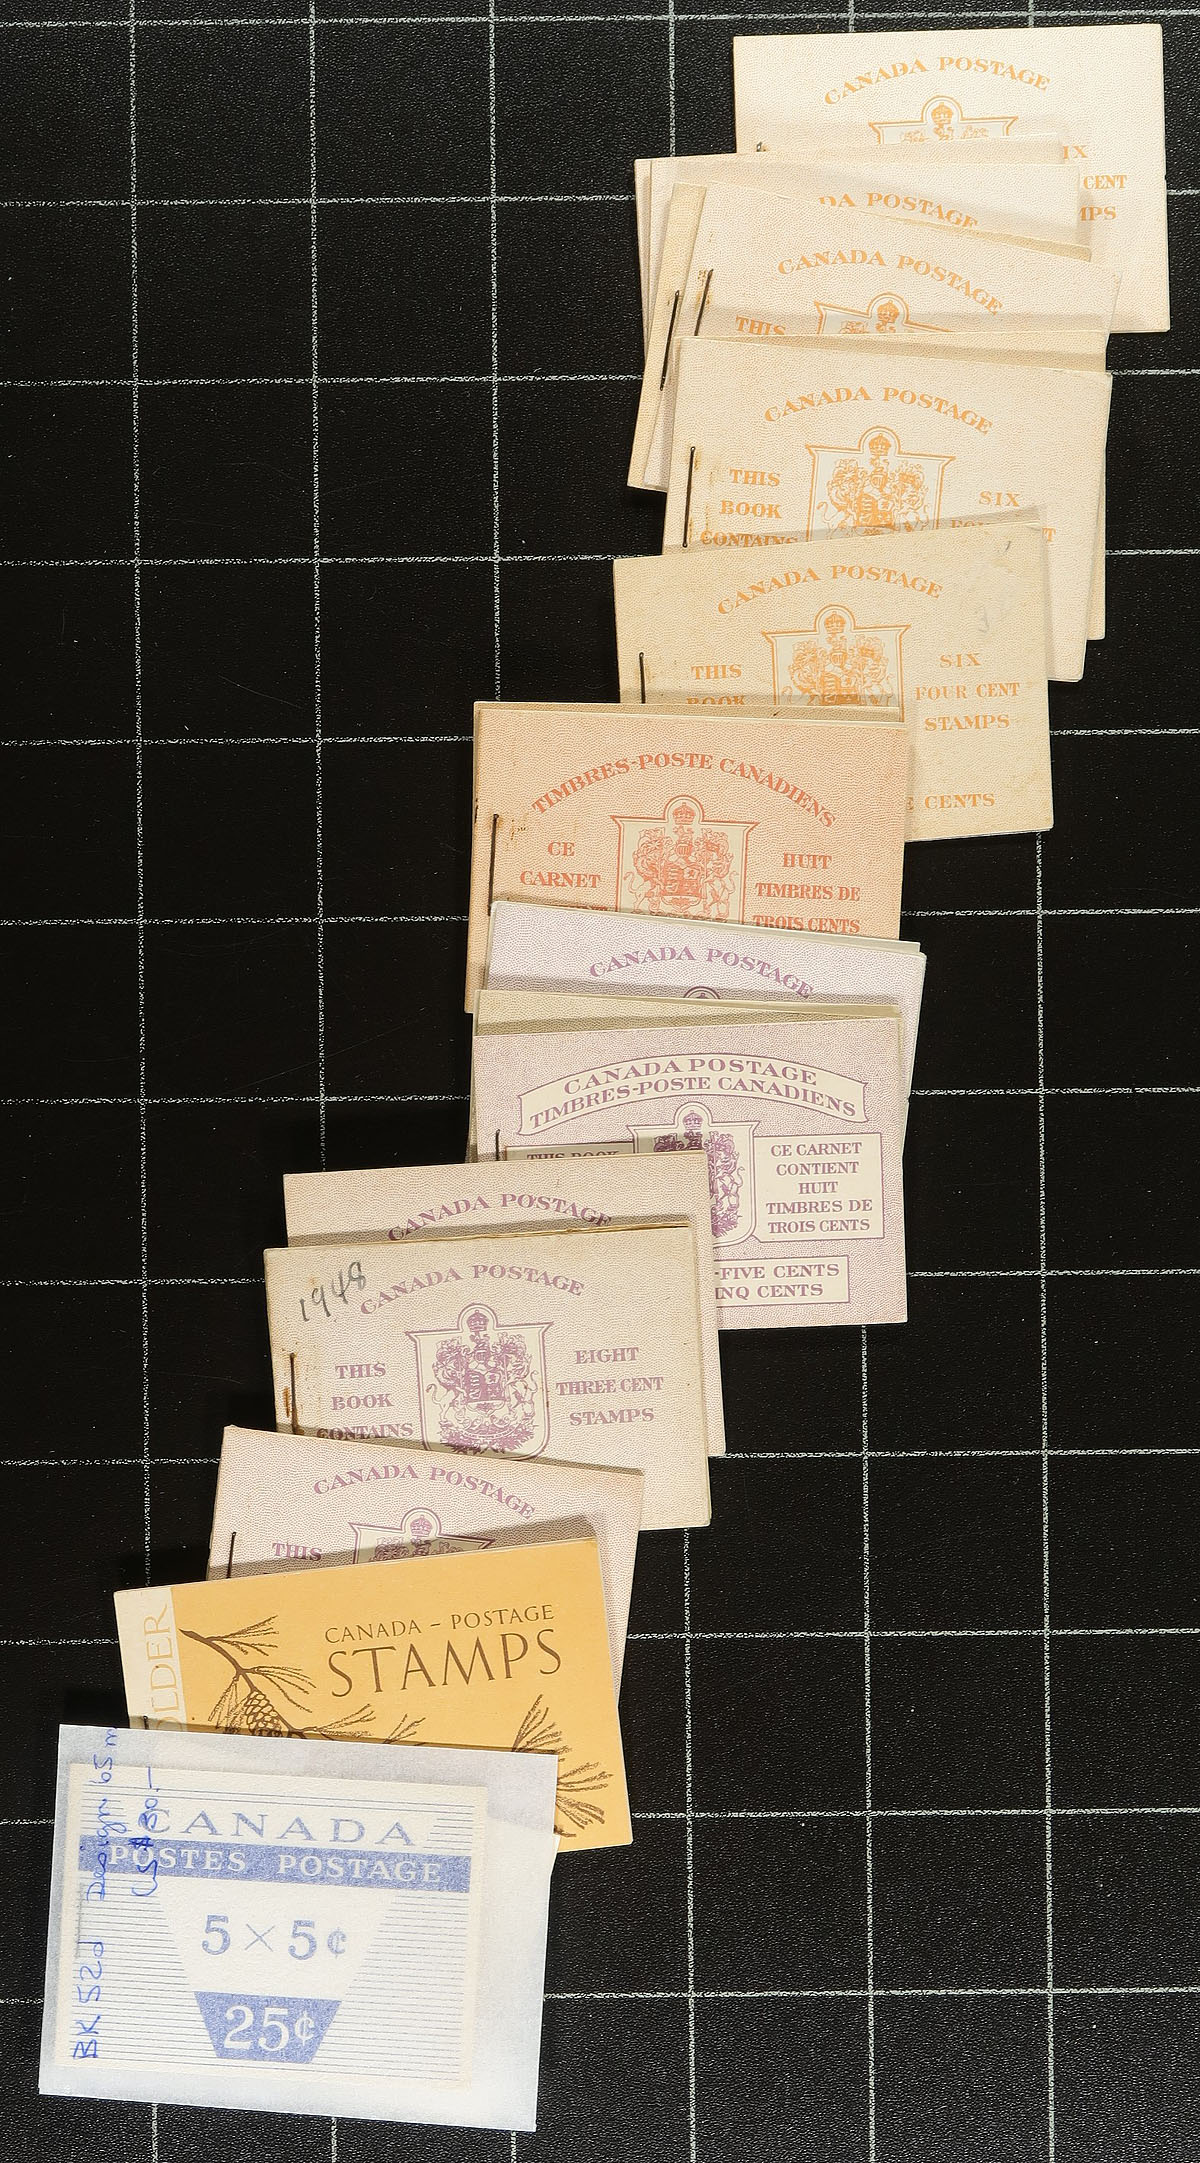 CANADA POSTAGE
IX
CENT
MPS
DA POSTAGE
CANADA POSTAGE
THIS
CANADA POSTAGE
THIS
BOOK
CONTAINS
SIX
CANADA POSTAGE
3
THIS
BOOK
SIX
FOUR CENT
STAMPS
E CENTS
TIMBRES-POSTE CANADIENS
CE
CARNET
HUIT
TIMBRES DE
TROIS CENTS
CANADA POSTAGE
CANADA POSTAGE
TIMBRES-POSTE CANADIENS
THIS BOOK
CE CARNET
CONTIENT
HUIT
TIMBRES DE
TROIS CENTS
-FIVE CENTS
INQ CENTS
CANADA POSTAGE
1948
CANADA POSTAGE
THIS
BOOK
CONTAINS
EIGHT
THREE CENT
STAMPS
CANADA POSTAGE
THIS
OLDER
CANADA – POSTAGE
STAMPS
CANADA
POSTES POSTAGE
5 × 5¢
25¢
BK 52d Design 65 m